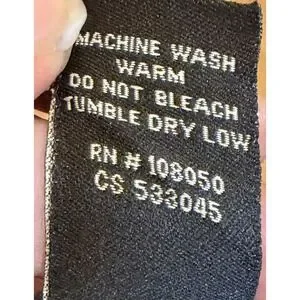 MACHINE WASH
WARM
DO NOT BLEACH
TUMBLE DRY LOW
RN # 108050
CS 533045